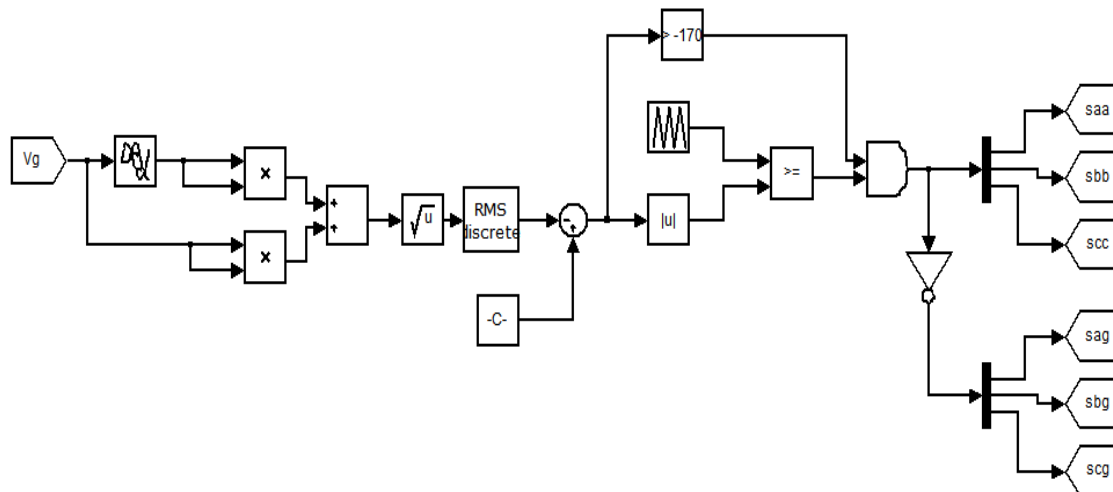 Vg
×
×
+
+
√u
RMS
discrete
-
+
-C-
> -170
|u|
>=
saa
sbb
scc
sag
sbg
scg